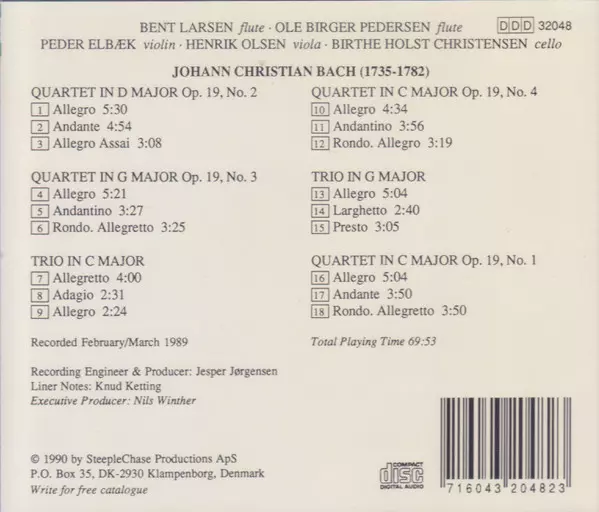 BENT LARSEN flute · OLE BIRGER PEDERSEN flute
DDD 32048
PEDER ELBÆK violin · HENRIK OLSEN viola · BIRTHE HOLST CHRISTENSEN cello
JOHANN CHRISTIAN BACH (1735-1782)
QUARTET IN D MAJOR Op. 19, No. 2
1 Allegro 5:30
2 Andante 4:54
3 Allegro Assai 3:08
QUARTET IN G MAJOR Op. 19, No. 3
4 Allegro 5:21
5 Andantino 3:27
6 Rondo. Allegretto 3:25
TRIO IN C MAJOR
7 Allegretto 4:00
8 Adagio 2:31
9 Allegro 2:24
QUARTET IN C MAJOR Op. 19, No. 4
10 Allegro 4:34
11 Andantino 3:56
12 Rondo. Allegro 3:19
TRIO IN G MAJOR
13 Allegro 5:04
14 Larghetto 2:40
15 Presto 3:05
QUARTET IN C MAJOR Op. 19, No. 1
16 Allegro 5:04
17 Andante 3:50
18 Rondo. Allegretto 3:50
Recorded February/March 1989
Total Playing Time 69:53
Recording Engineer & Producer: Jesper Jørgensen
Liner Notes: Knud Ketting
Executive Producer: Nils Winther
© 1990 by SteepleChase Productions ApS
P.O. Box 35, DK-2930 Klampenborg, Denmark
Write for free catalogue
COMPACT
disc
DIGITAL AUDIO
716043 204823